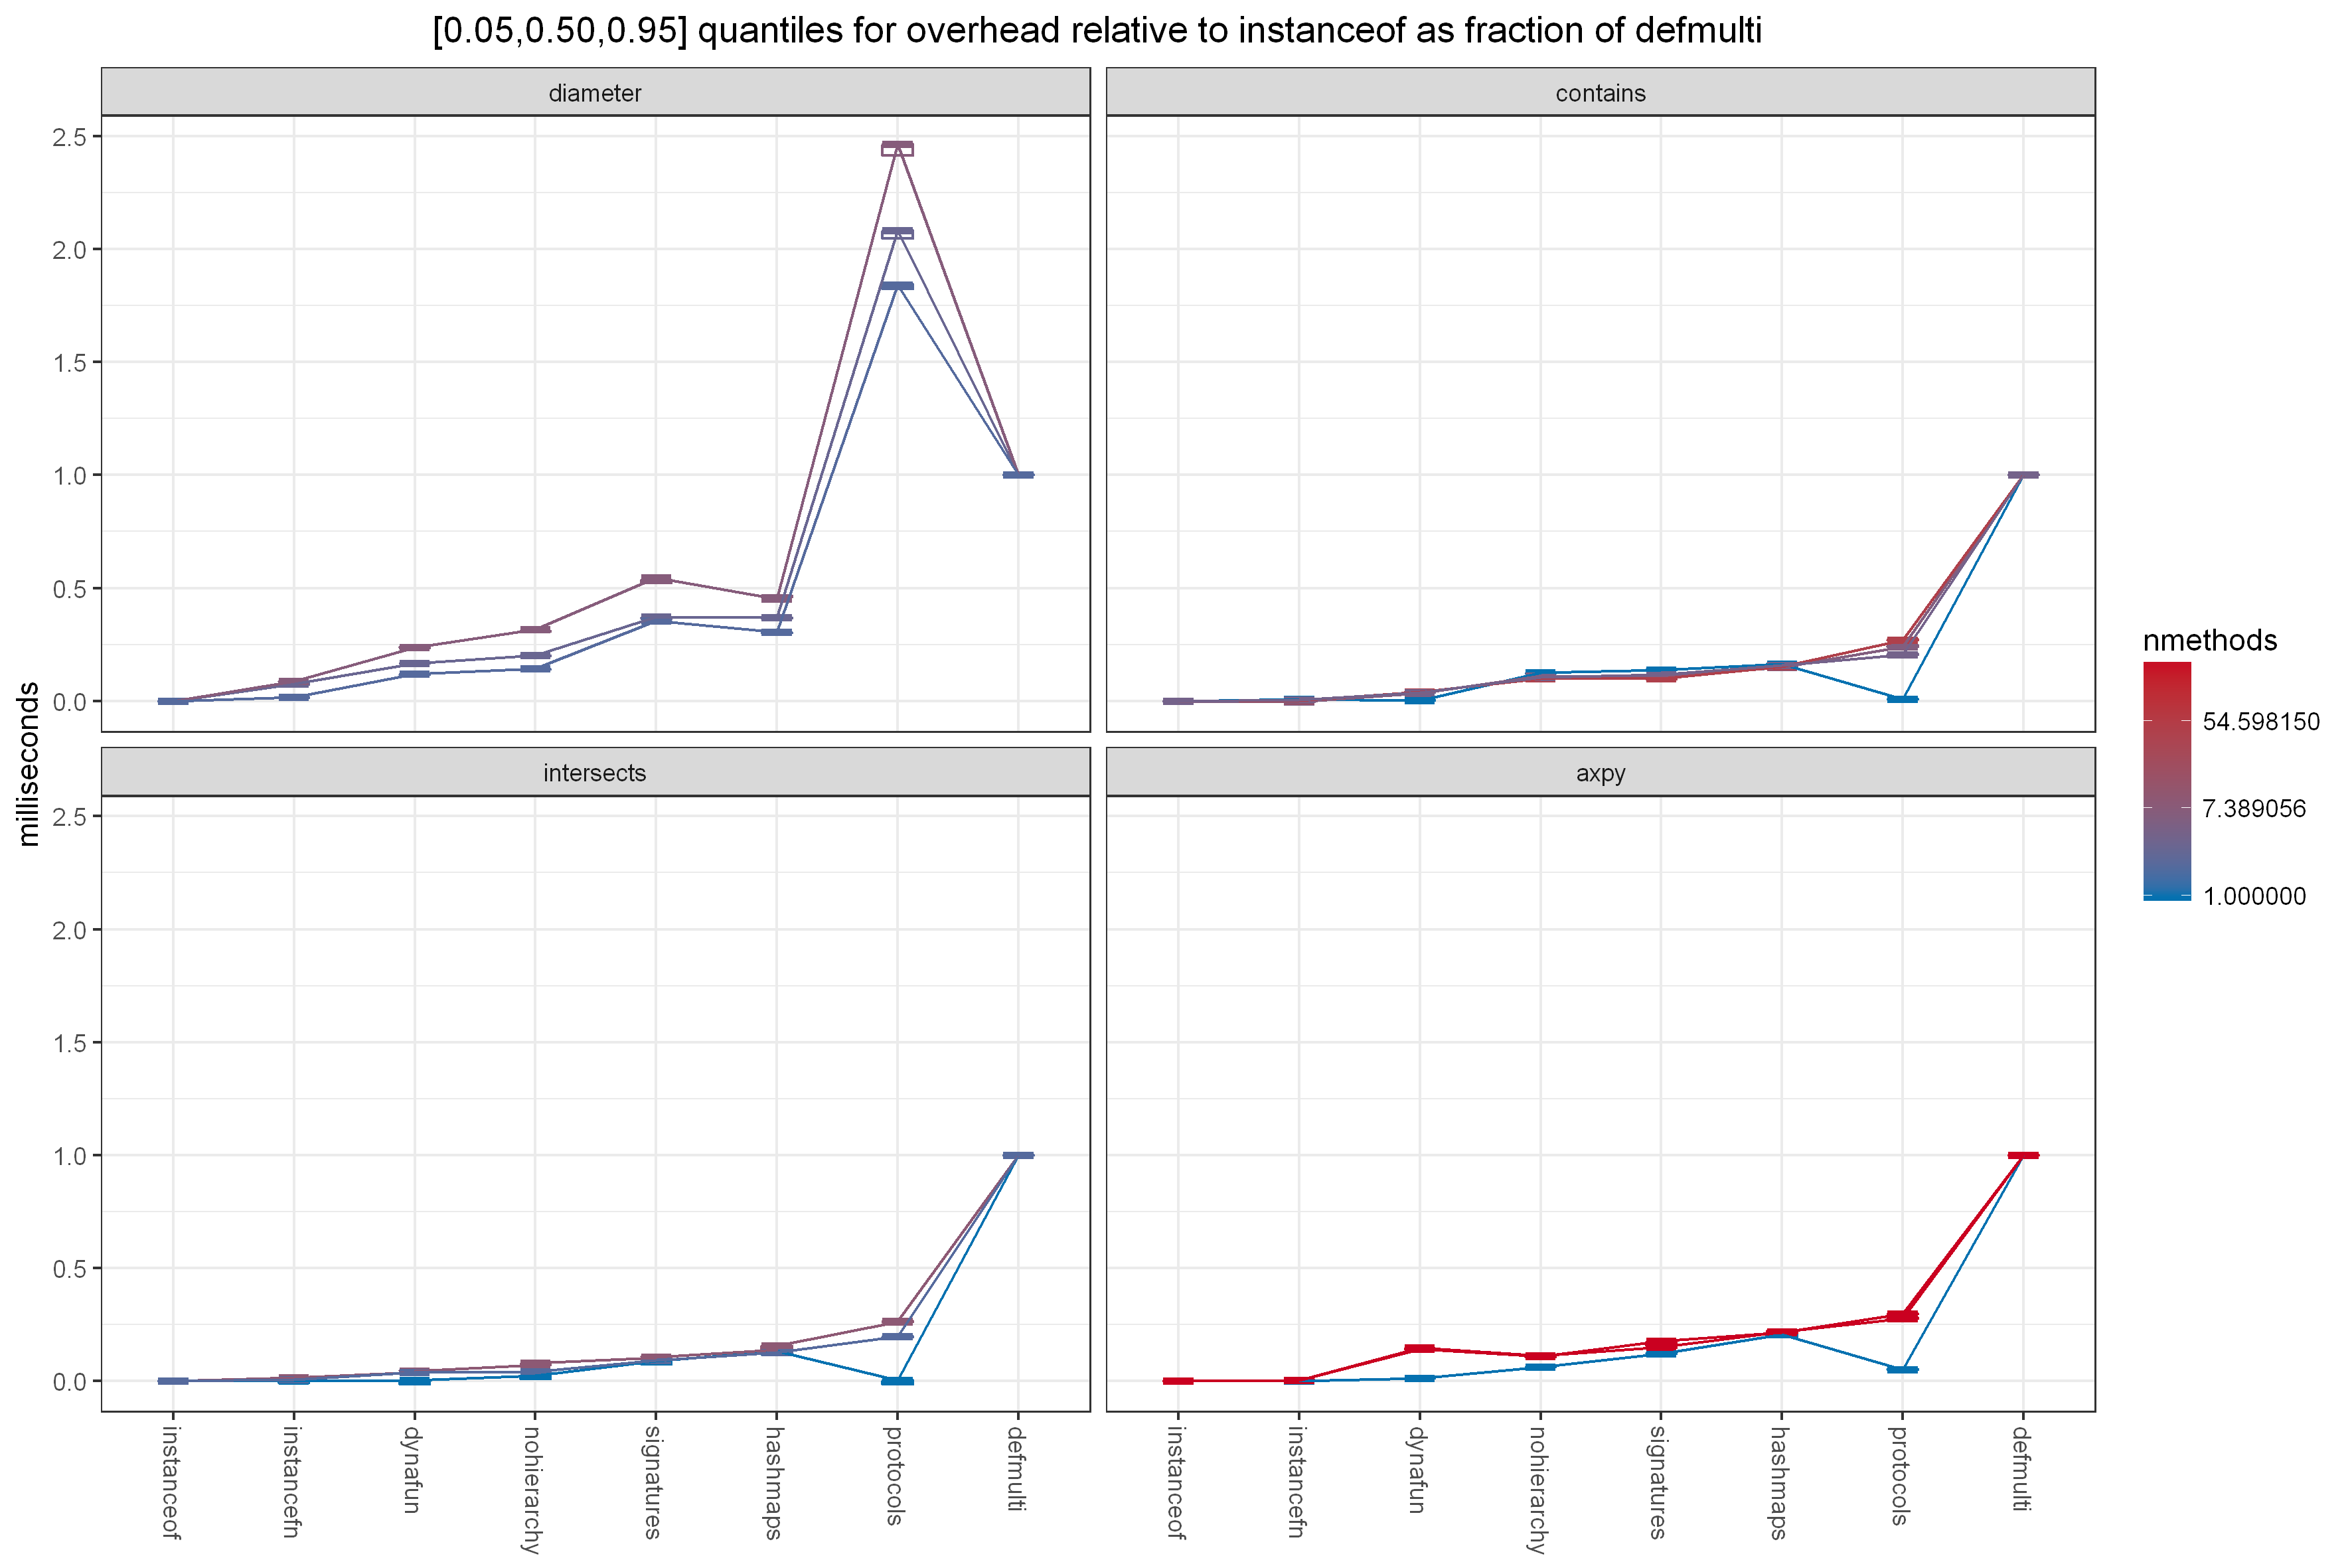 [0.05,0.50,0.95] quantiles for overhead relative to instanceof as fraction of defmulti
diameter
contains
2.5
2.0
1.5
1.0
0.5
0.0
intersects
axpy
2.5
2.0
1.5
1.0
0.5
0.0
milliseconds
instanceof
instancefn
dynafun
nohierarchy
signatures
hashmaps
protocols
defmulti
instanceof
instancefn
dynafun
nohierarchy
signatures
hashmaps
protocols
defmulti
nmethods
54.598150
7.389056
1.000000